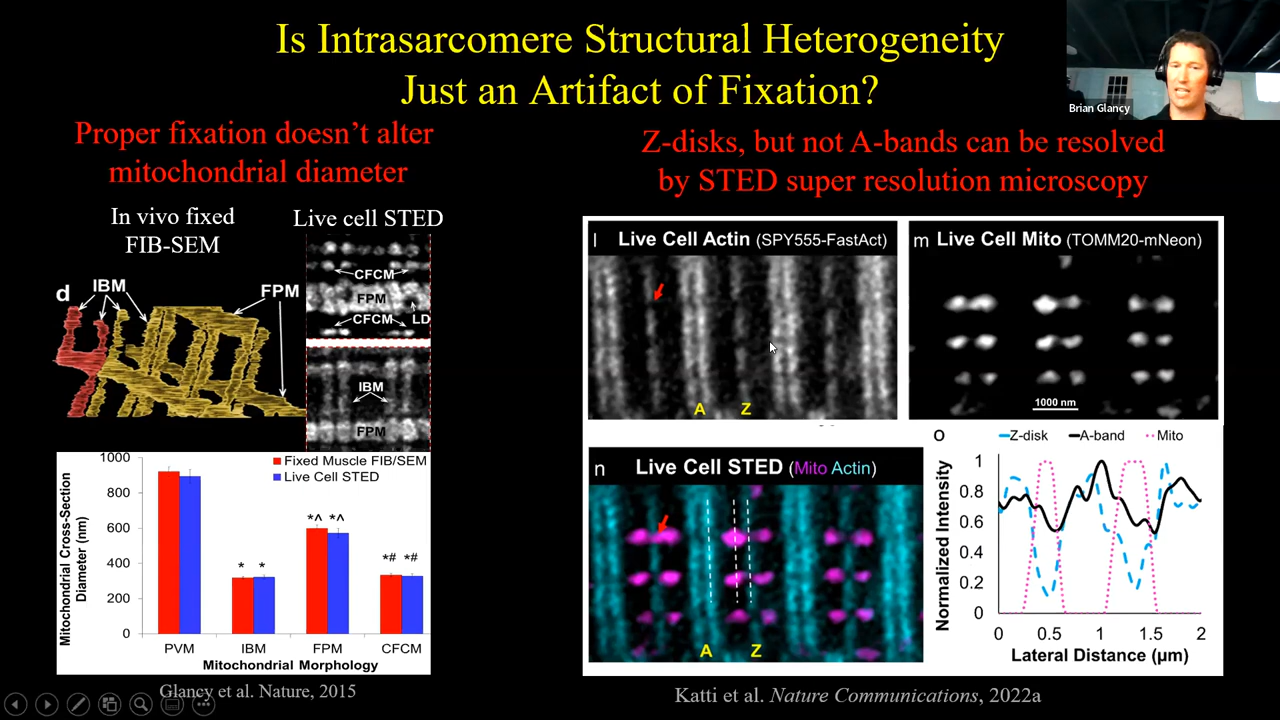 Is Intrasarcomere Structural Heterogeneity
Just an Artifact of Fixation?
Brian Glancy
Proper fixation doesn't alter
mitochondrial diameter
In vivo fixed
FIB-SEM
Live cell STED
d
IBM
FPM
CFCM
FPM
CFCM
LD
IBM
FPM
Mitochondrial Cross-Section
Diameter (nm)
1000
800
600
400
200
0
Fixed Muscle FIB/SEM
Live Cell STED
* *
*^ *^
*# *#
PVM IBM FPM CFCM
Mitochondrial Morphology
Glancy et al. Nature, 2015
Z-disks, but not A-bands can be resolved
by STED super resolution microscopy
l Live Cell Actin (SPY555-FastAct)
A Z
m Live Cell Mito (TOMM20-mNeon)
1000 nm
n Live Cell STED (Mito Actin)
A Z
o
Z-disk A-band Mito
Normalized Intensity
1
0.8
0.6
0.4
0.2
0
0 0.5 1 1.5 2
Lateral Distance (µm)
Katti et al. Nature Communications, 2022a